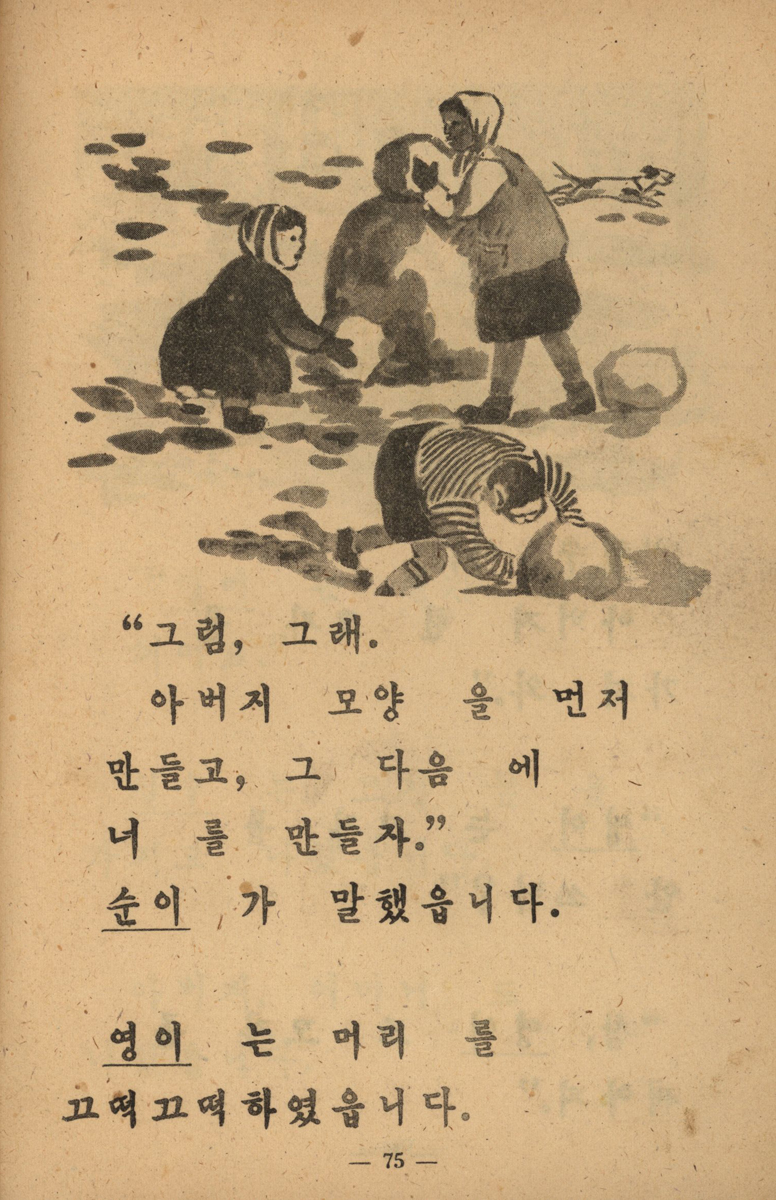 “그럼, 그래.
아버지 모양 을 먼저
만들고, 그 다음 에
너 를 만들자.”
순이 가 말했읍니다.
영이 는 머리 를
끄떡끄떡하였읍니다.
— 75 —